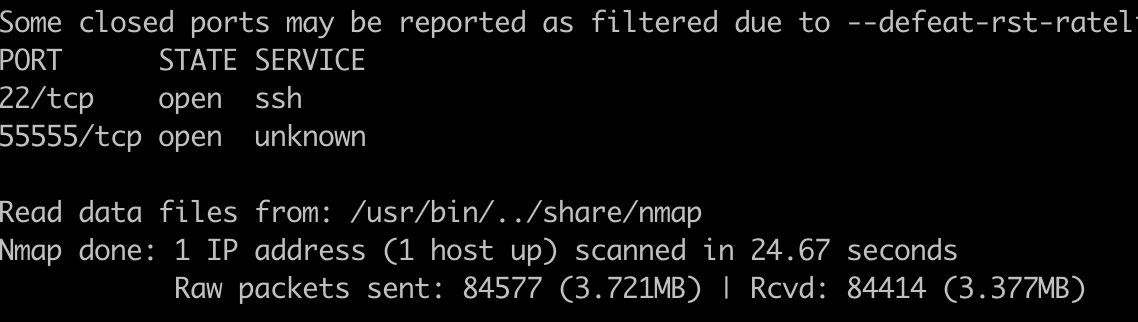 Some closed ports may be reported as filtered due to --defeat-rst-ratel
PORT      STATE SERVICE
22/tcp    open  ssh
55555/tcp open  unknown
Read data files from: /usr/bin/../share/nmap
Nmap done: 1 IP address (1 host up) scanned in 24.67 seconds
           Raw packets sent: 84577 (3.721MB) | Rcvd: 84414 (3.377MB)